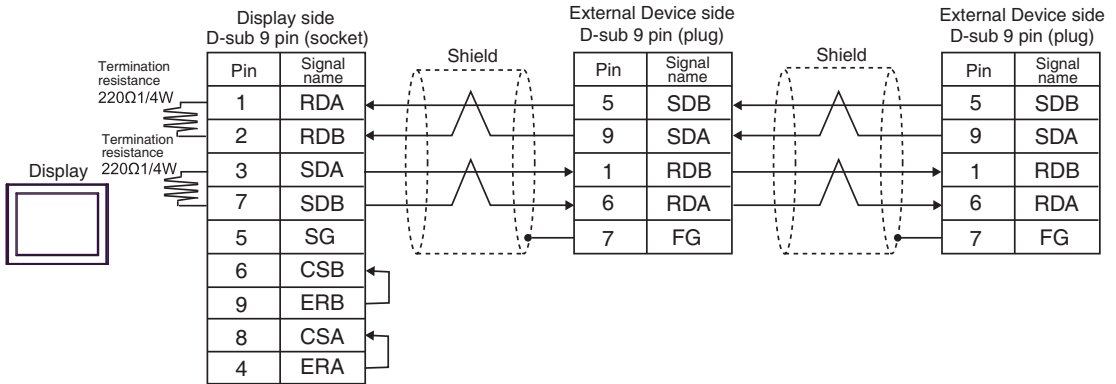 Display side
D-sub 9 pin (socket)
External Device side
D-sub 9 pin (plug)
External Device side
D-sub 9 pin (plug)
Termination
resistance
220Ω1/4W
Termination
resistance
220Ω1/4W
Display
Pin Signal name
1 RDA
2 RDB
3 SDA
7 SDB
5 SG
6 CSB
9 ERB
8 CSA
4 ERA
Shield
Pin Signal name
5 SDB
9 SDA
1 RDB
6 RDA
7 FG
Shield
Pin Signal name
5 SDB
9 SDA
1 RDB
6 RDA
7 FG